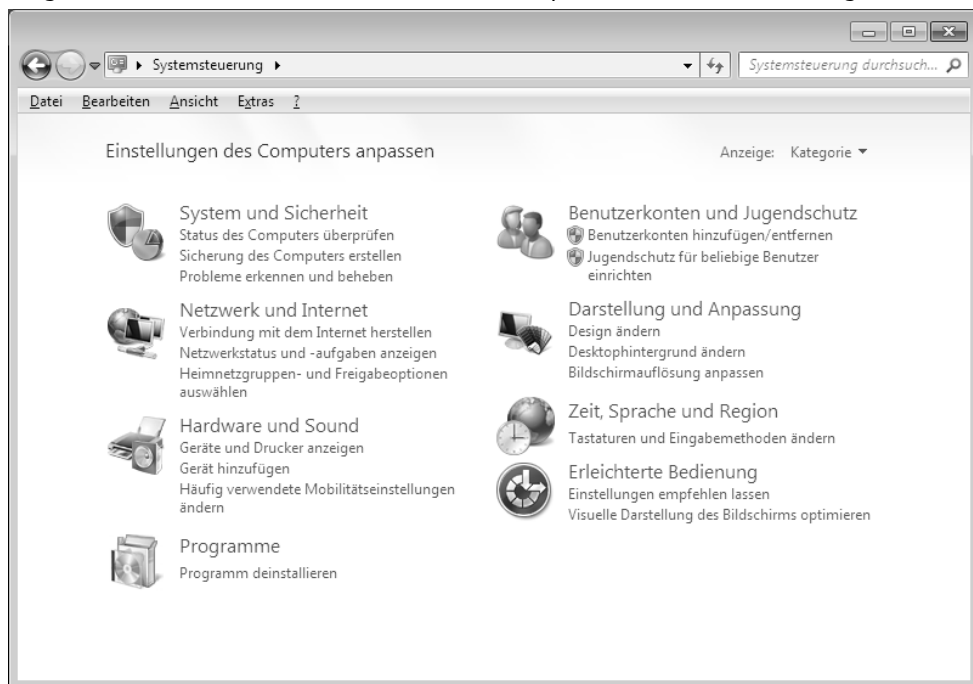 Systemsteuerung
Systemsteuerung durchsuch...
Datei Bearbeiten Ansicht Extras ?
Einstellungen des Computers anpassen
Anzeige: Kategorie
System und Sicherheit
Status des Computers überprüfen
Sicherung des Computers erstellen
Probleme erkennen und beheben
Netzwerk und Internet
Verbindung mit dem Internet herstellen
Netzwerkstatus und -aufgaben anzeigen
Heimnetzgruppen- und Freigabeoptionen
auswählen
Hardware und Sound
Geräte und Drucker anzeigen
Gerät hinzufügen
Häufig verwendete Mobilitätseinstellungen
ändern
Programme
Programm deinstallieren
Benutzerkonten und Jugendschutz
Benutzerkonten hinzufügen/entfernen
Jugendschutz für beliebige Benutzer
einrichten
Darstellung und Anpassung
Design ändern
Desktophintergrund ändern
Bildschirmauflösung anpassen
Zeit, Sprache und Region
Tastaturen und Eingabemethoden ändern
Erleichterte Bedienung
Einstellungen empfehlen lassen
Visuelle Darstellung des Bildschirms optimieren